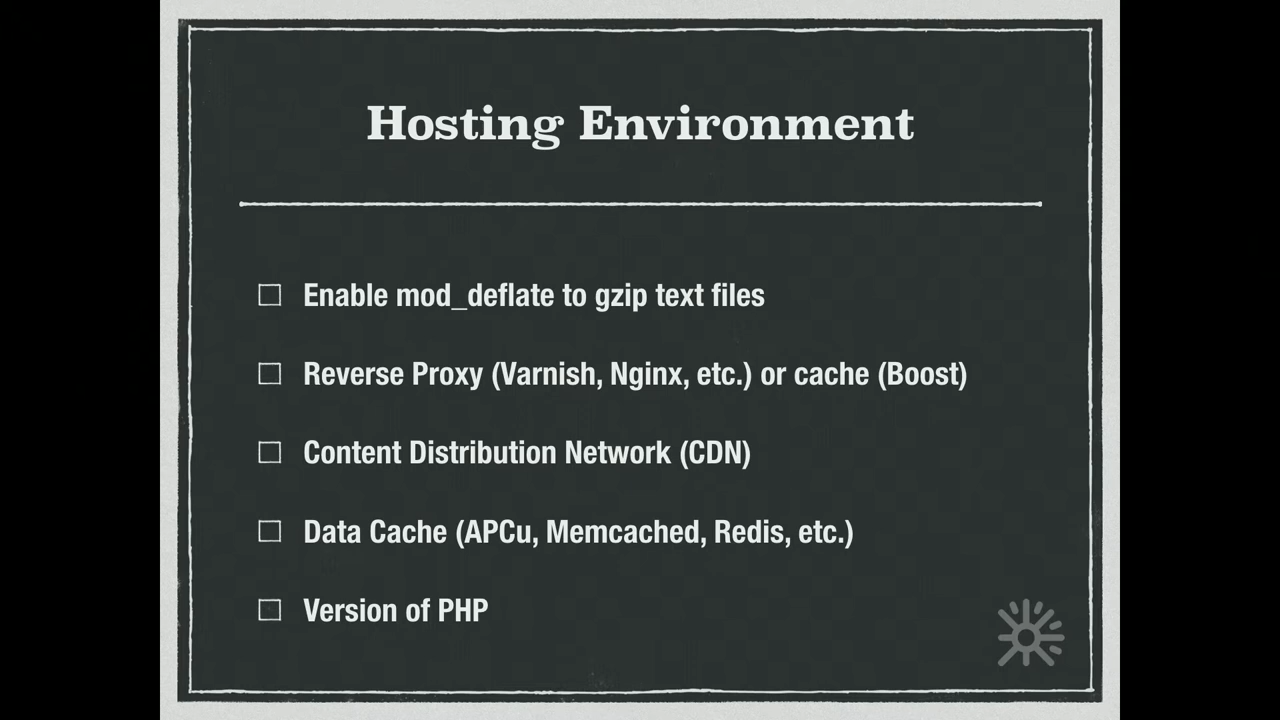 Hosting Environment
Enable mod_deflate to gzip text files
Reverse Proxy (Varnish, Nginx, etc.) or cache (Boost)
Content Distribution Network (CDN)
Data Cache (APCu, Memcached, Redis, etc.)
Version of PHP